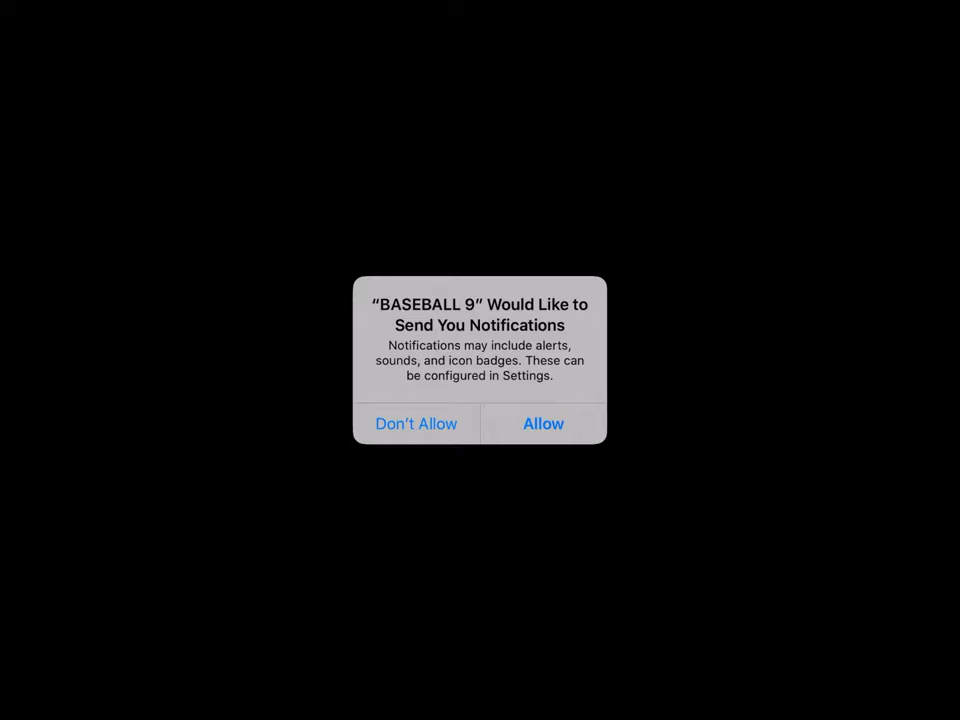 “BASEBALL 9” Would Like to
Send You Notifications
Notifications may include alerts,
sounds, and icon badges. These can
be configured in Settings.
Don’t Allow
Allow